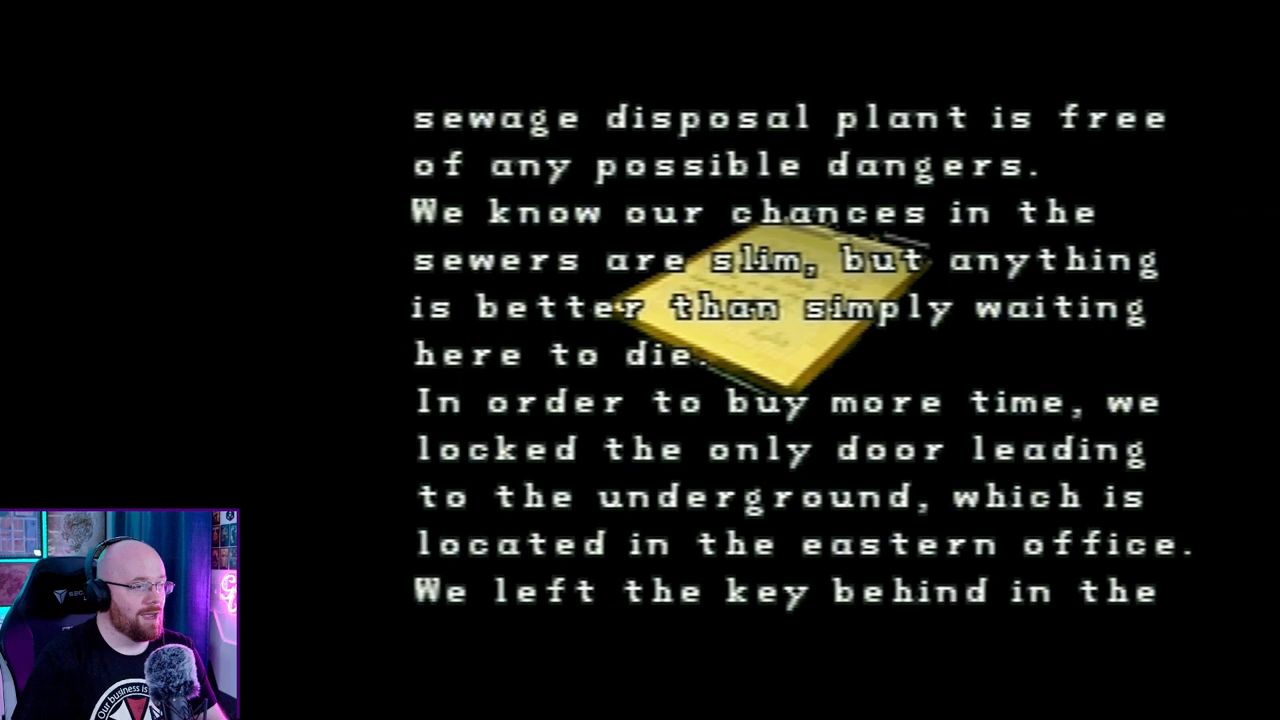 sewage disposal plant is free
of any possible dangers.
We know our chances in the
sewers are slim, but anything
is better than simply waiting
here to die.
In order to buy more time, we
locked the only door leading
to the underground, which is
located in the eastern office.
We left the key behind in the
Our business is